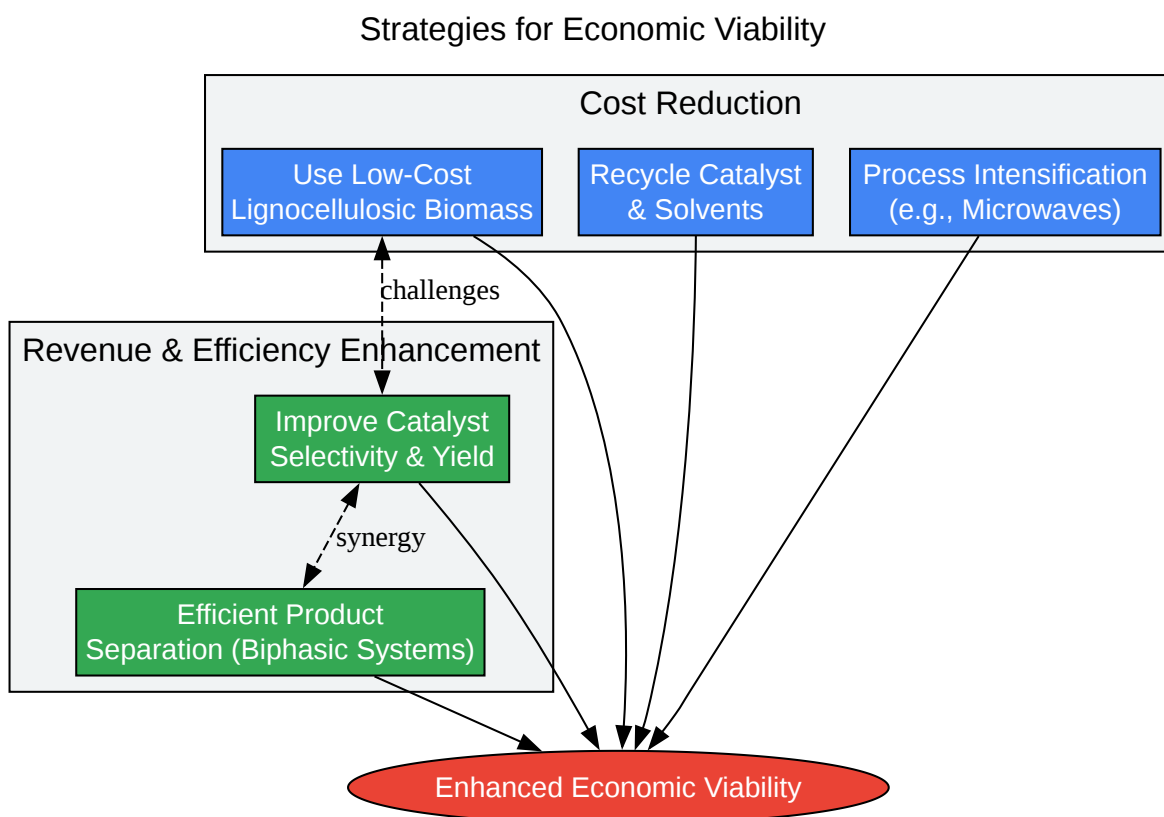 Strategies for Economic Viability
Cost Reduction
Use Low-Cost
Lignocellulosic Biomass
Recycle Catalyst
& Solvents
Process Intensification
(e.g., Microwaves)
challenges
Revenue & Efficiency Enhancement
Improve Catalyst
Selectivity & Yield
synergy
Efficient Product
Separation (Biphasic Systems)
Enhanced Economic Viability